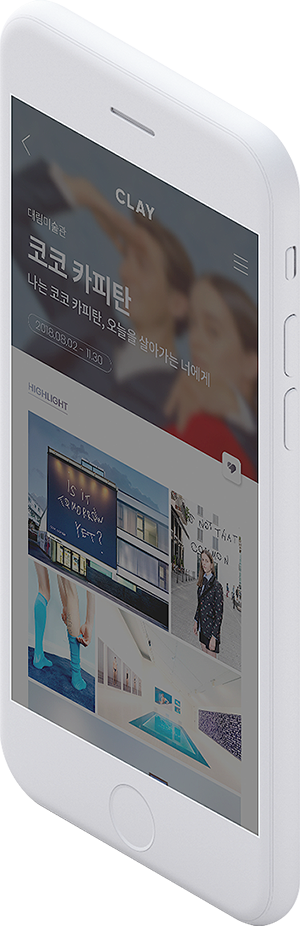 CLAY
대림미술관
코코 카피탄
나는 코코 카피탄, 오늘을 살아가는 너에게
2018.08.02 - 11.30
HIGHLIGHT
IS IT
TOMORROW
YET?
NOT THAT
COMMON